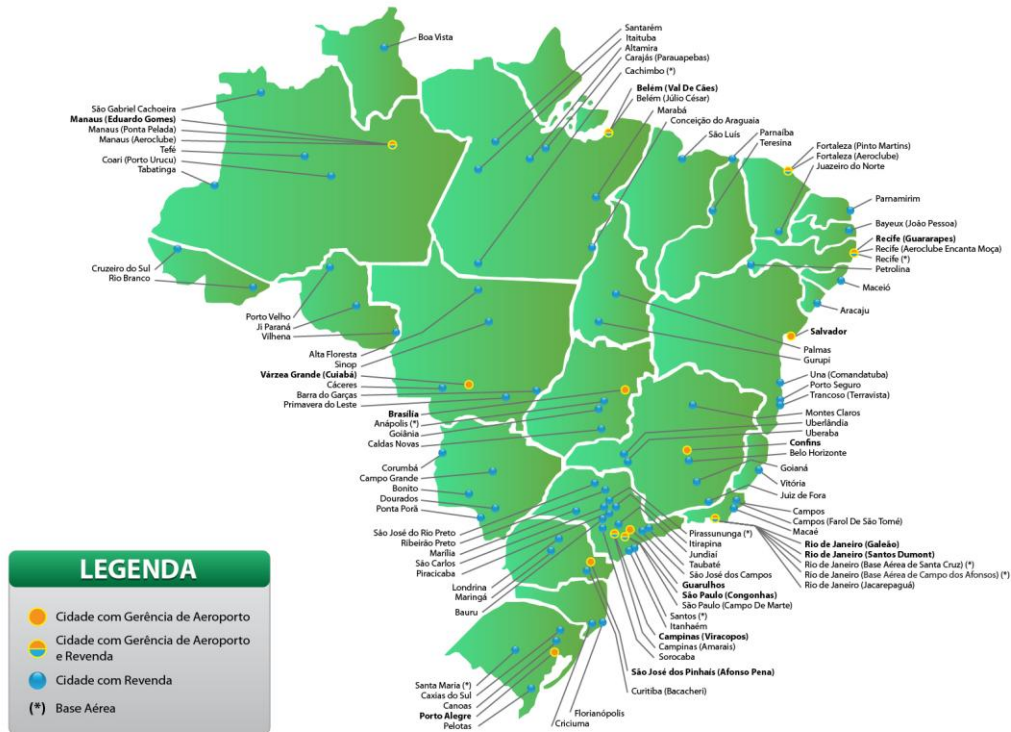 Boa Vista
Santarém
Itaituba
Altamira
Carajás (Parauapebas)
Cachimbo (*)
Belém (Val De Cães)
Belém (Júlio César)
Marabá
Conceição do Araguaia
São Luís
Parnaíba
Teresina
Fortaleza (Pinto Martins)
Fortaleza (Aeroclube)
Juazeiro do Norte
São Gabriel Cachoeira
Manaus (Eduardo Gomes)
Manaus (Ponta Pelada)
Manaus (Aeroclube)
Tefé
Coari (Porto Urucu)
Tabatinga
Parnamirim
Bayeux (João Pessoa)
Recife (Guararapes)
Recife (Aeroclube Encanta Moça)
Recife (*)
Petrolina
Maceió
Aracaju
Salvador
Cruzeiro do Sul
Rio Branco
Porto Velho
Ji Paraná
Vilhena
Palmas
Gurupi
Alta Floresta
Sinop
Várzea Grande (Cuiabá)
Cáceres
Barra do Garças
Primavera do Leste
Una (Comandatuba)
Porto Seguro
Trancoso (Terravista)
Brasília
Anápolis (*)
Goiânia
Caldas Novas
Montes Claros
Uberlândia
Uberaba
Confins
Belo Horizonte
Goianá
Vitória
Juiz de Fora
Corumbá
Campo Grande
Bonito
Dourados
Ponta Porã
Campos
Campos (Farol De São Tomé)
Macaé
Rio de Janeiro (Galeão)
Rio de Janeiro (Santos Dumont)
Rio de Janeiro (Base Aérea de Santa Cruz) (*)
Rio de Janeiro (Base Aérea de Campo dos Afonsos) (*)
Rio de Janeiro (Jacarepaguá)
São José do Rio Preto
Ribeirão Preto
Marília
São Carlos
Piracicaba
Londrina
Maringá
Bauru
Pirassununga (*)
Itirapina
Jundiaí
Taubaté
São José dos Campos
Guarulhos
São Paulo (Congonhas)
São Paulo (Campo De Marte)
Santos (*)
Itanhaém
Campinas (Viracopos)
Campinas (Amarais)
Sorocaba
São José dos Pinhais (Afonso Pena)
Curitiba (Bacacheri)
Santa Maria (*)
Caxias do Sul
Canoas
Porto Alegre
Pelotas
Florianópolis
Criciuma
LEGENDA
Cidade com Gerência de Aeroporto
Cidade com Gerência de Aeroporto
e Revenda
Cidade com Revenda
(*) Base Aérea